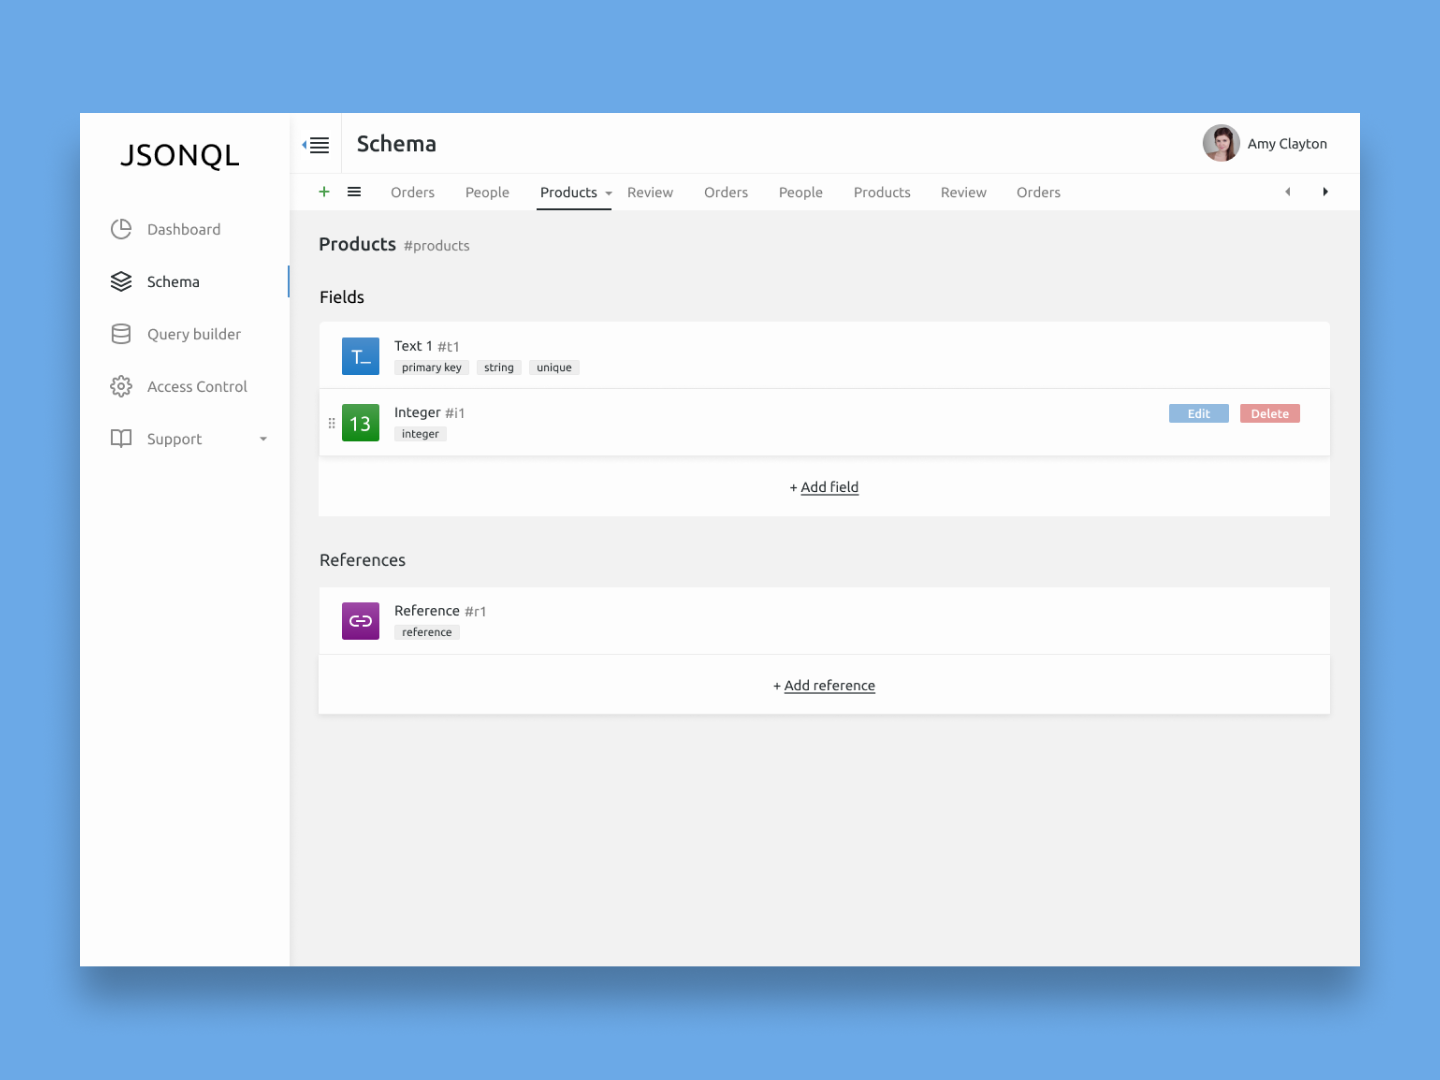 JSONQL
Schema
Amy Clayton
+ Orders People Products Review Orders People Products Review Orders
Dashboard
Schema
Query builder
Access Control
Support
Products #products
Fields
T_ Text 1 #t1
primary key string unique
13 Integer #i1
integer
Edit Delete
+ Add field
References
Reference #r1
reference
+ Add reference